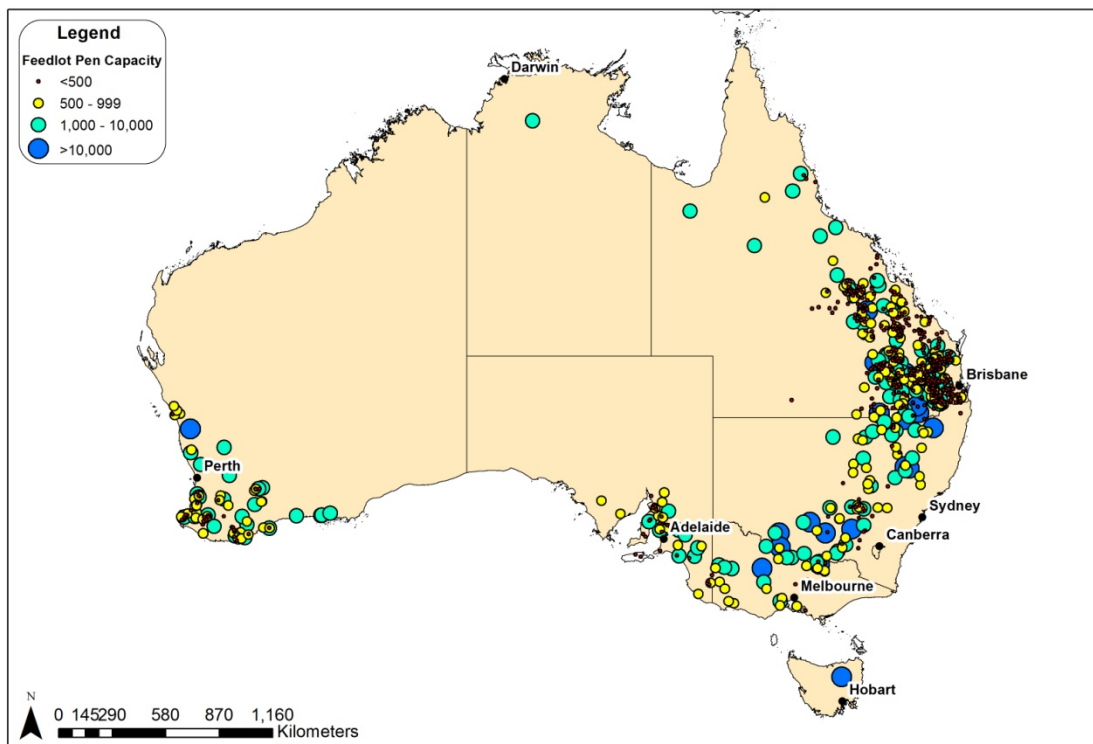 Legend
Feedlot Pen Capacity
<500
500 - 999
1,000 - 10,000
>10,000
Darwin
Brisbane
Perth
Sydney
Adelaide
Canberra
Melbourne
Hobart
N
0 145290 580 870 1,160
Kilometers